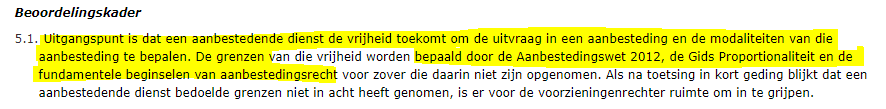 Beoordelingskader
5.1. Uitgangspunt is dat een aanbestedende dienst de vrijheid toekomt om de uitvraag in een aanbesteding en de modaliteiten van die
aanbesteding te bepalen. De grenzen van die vrijheid worden bepaald door de Aanbestedingswet 2012, de Gids Proportionaliteit en de
fundamentele beginselen van aanbestedingsrecht voor zover die daarin niet zijn opgenomen. Als na toetsing in kort geding blijkt dat een
aanbestedende dienst bedoelde grenzen niet in acht heeft genomen, is er voor de voorzieningenrechter ruimte om in te grijpen.